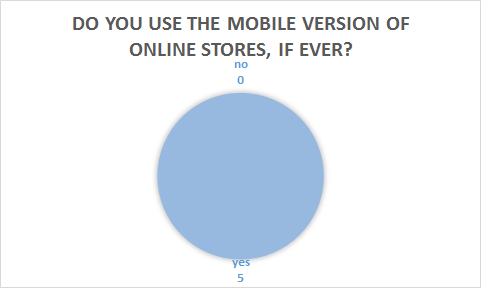 DO YOU USE THE MOBILE VERSION OF
ONLINE STORES, IF EVER?
no
0
yes
5